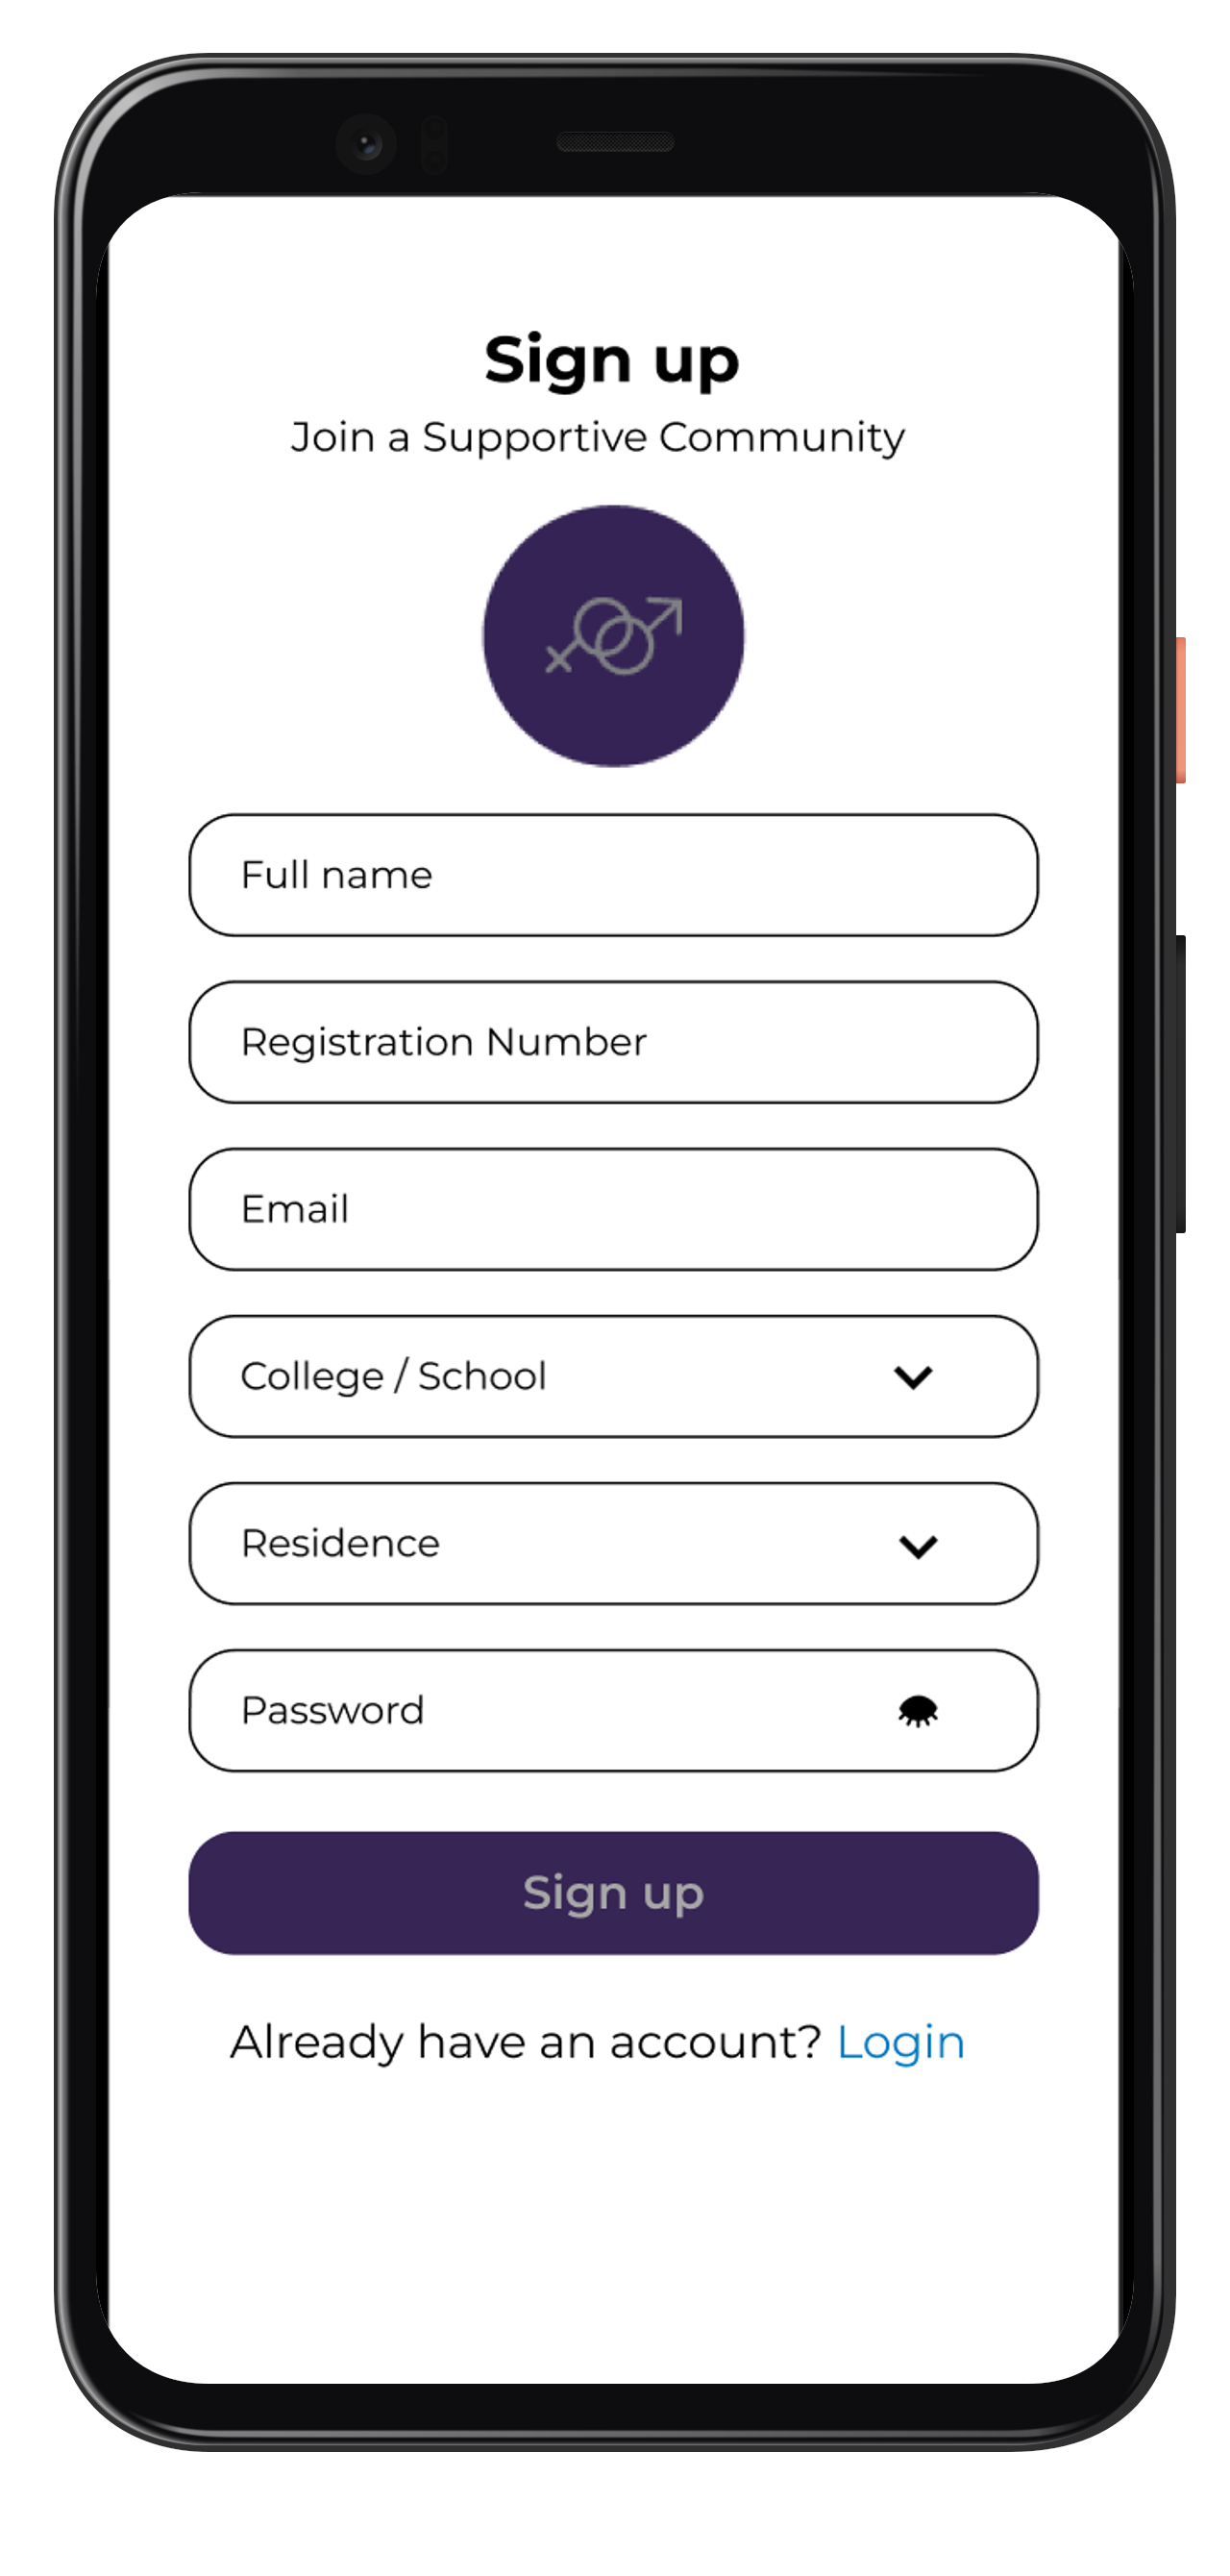 Sign up
Join a Supportive Community
Full name
Registration Number
Email
College / School
Residence
Password
Sign up
Already have an account? Login